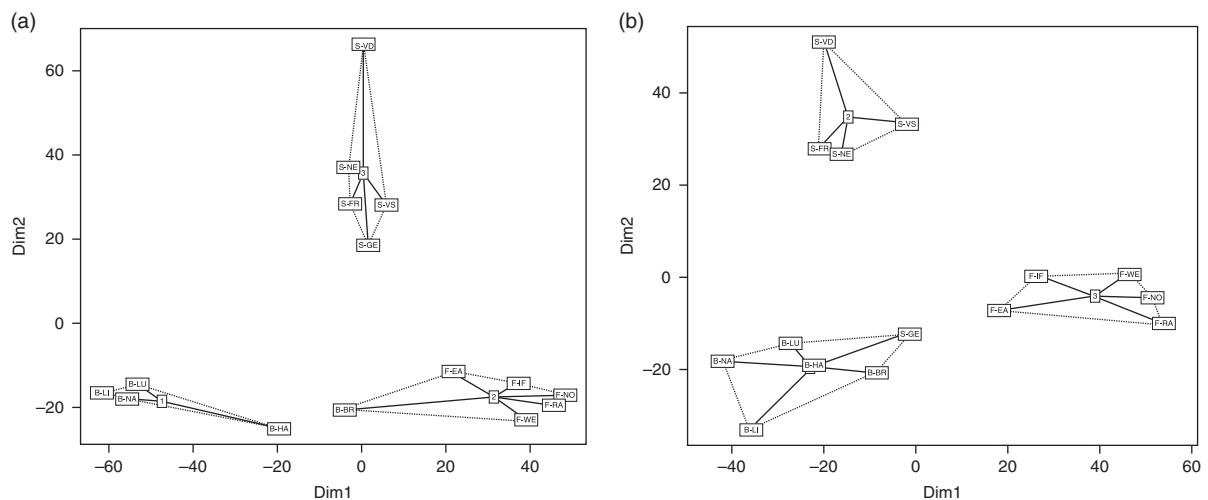 (a)
S-VD
60
40
S-NE
3
S-FR
S-VS
20
S-GE
Dim2
0
F-EA
B-LU
F-IF
B-LI
B-NA
1
2
F-NO
F-RA
−20
B-BR
F-WE
B-HA
−60
−40
−20
0
20
40
Dim1
(b)
S-VD
40
2
S-VS
S-FR
S-NE
20
Dim2
0
F-IF
F-WE
3
F-NO
F-EA
F-RA
S-GE
B-LU
B-NA
B-HA
B-BR
−20
B-LI
−40
−20
0
20
40
60
Dim1